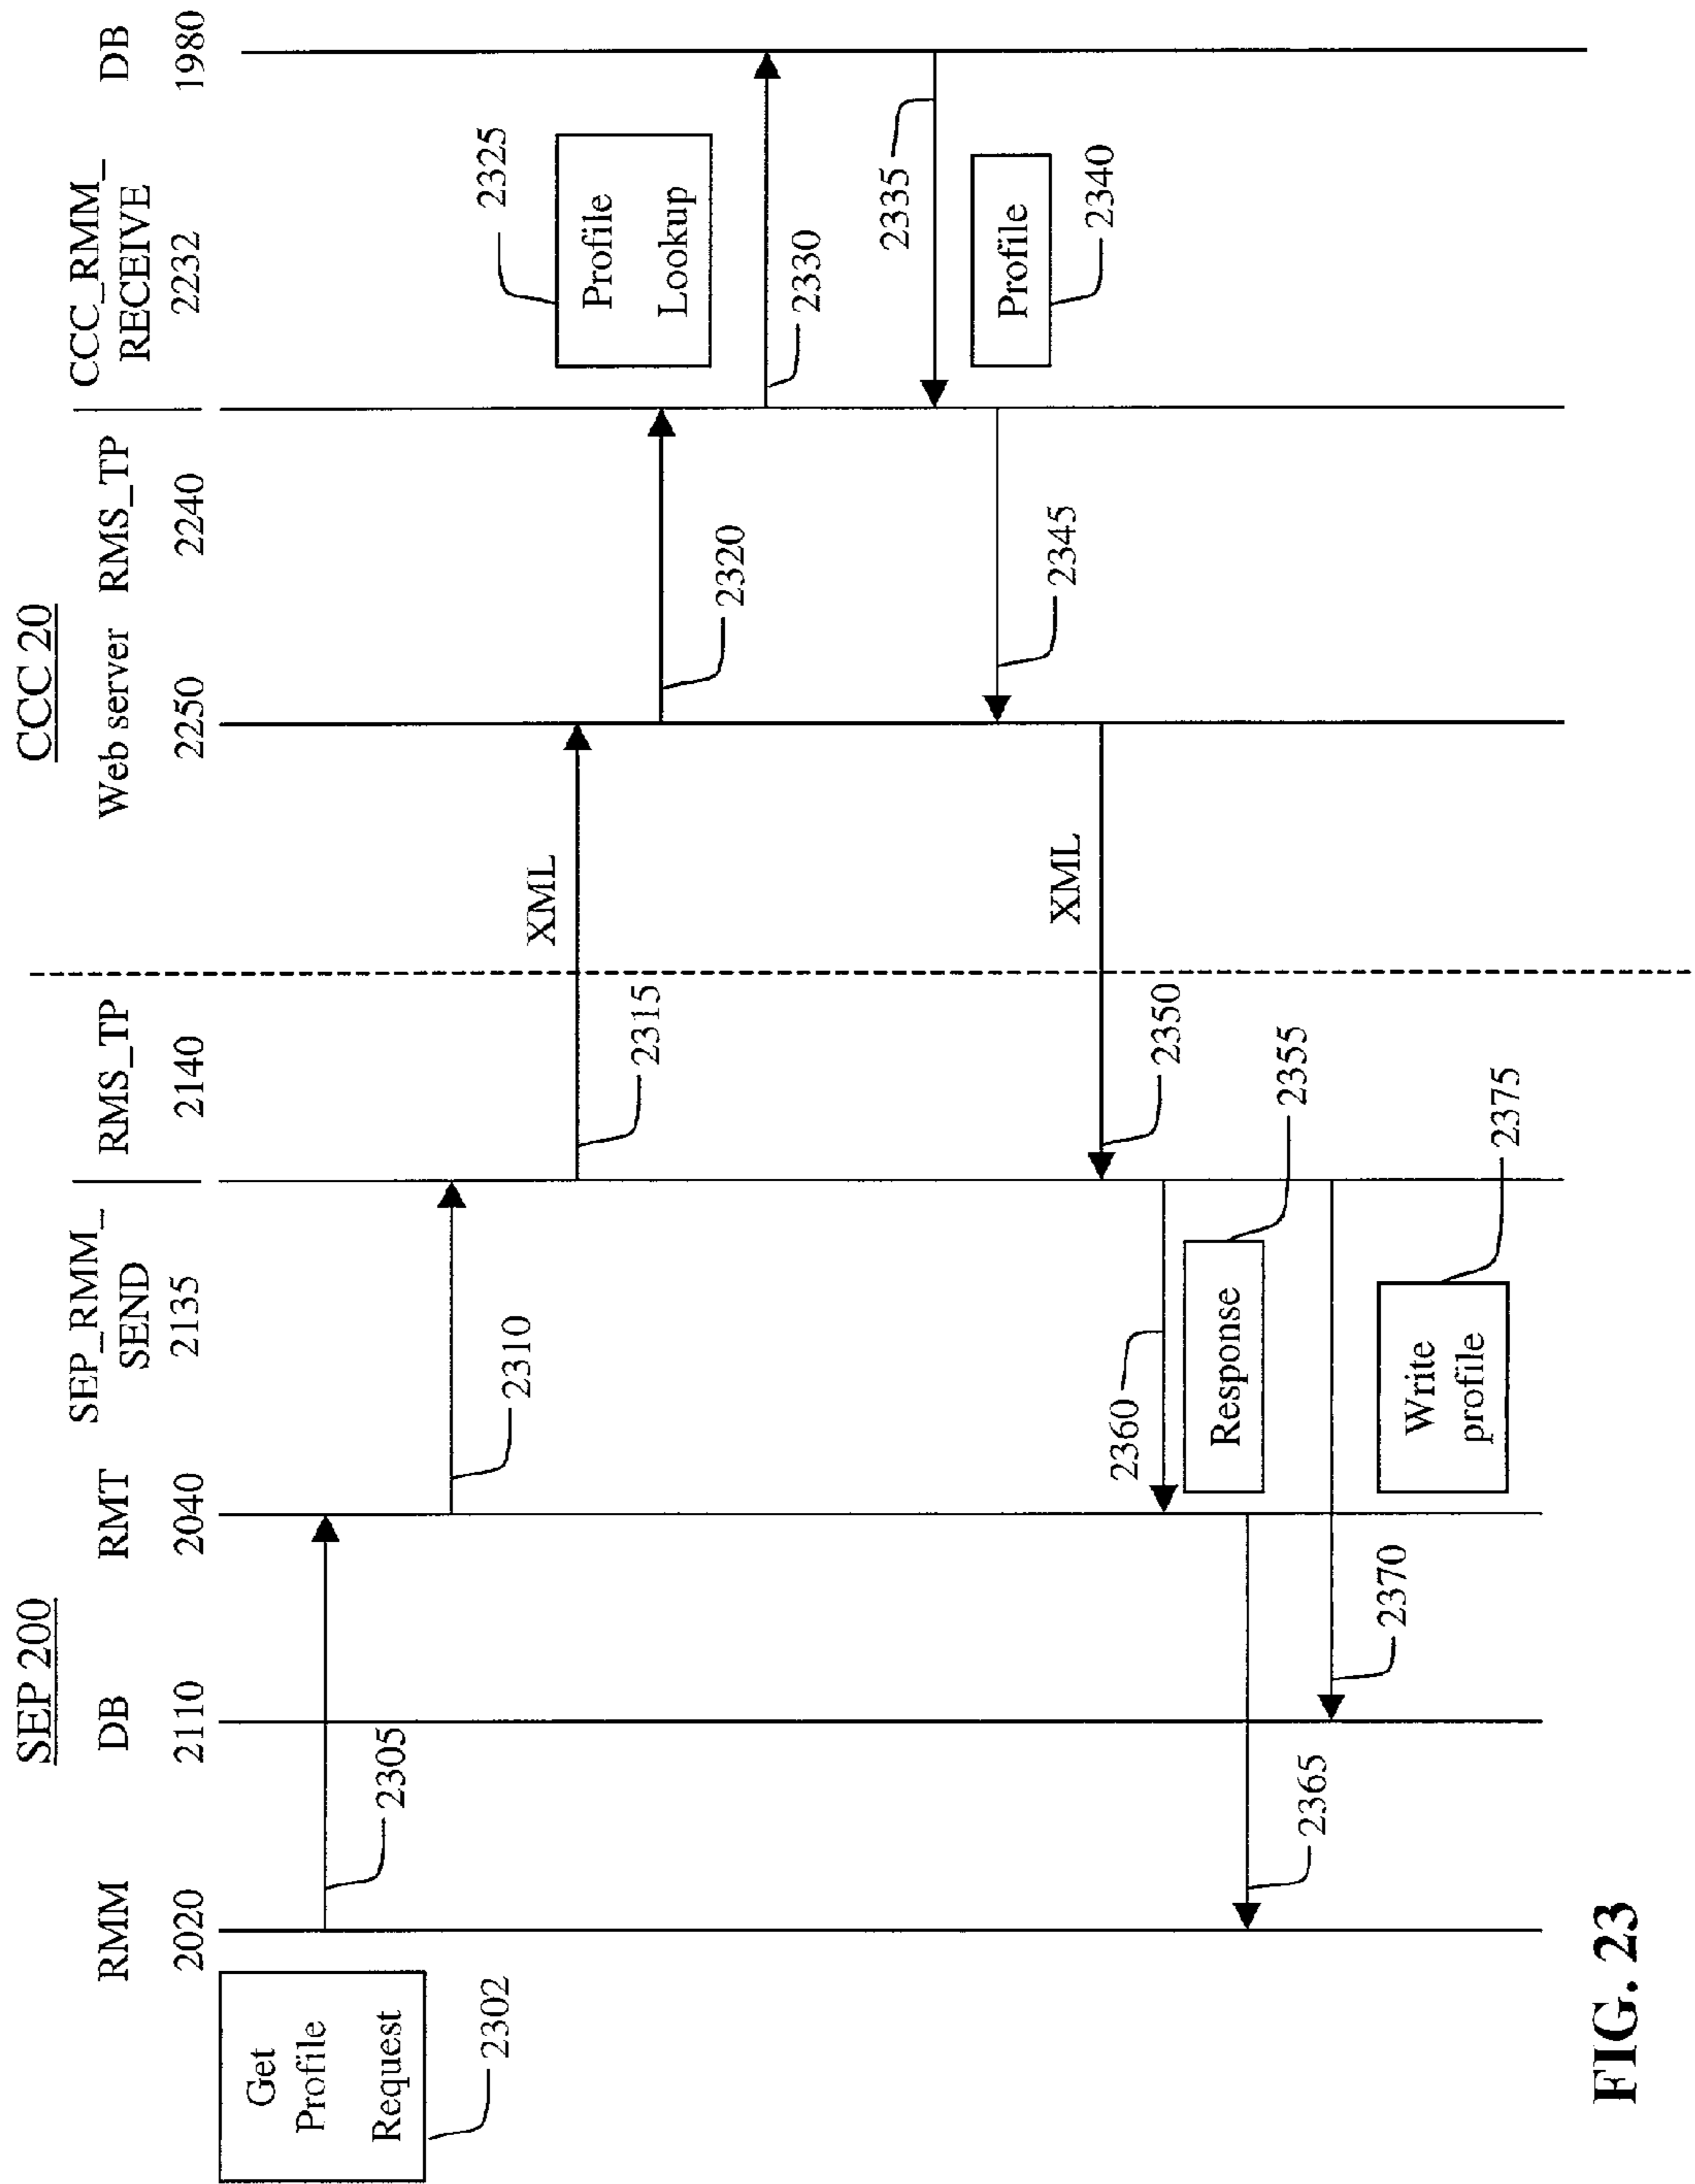 SEP 200
CCC 20
RMM
DB
RMT
SEP_RMM_
SEND
RMS_TP
Web server
RMS_TP
CCC_RMM_
RECEIVE
DB
2020
2110
2040
2135
2140
2250
2240
2232
1980
Get
Profile
Request
2302
2305
2310
XML
2315
2320
2325
Profile
Lookup
2330
2335
Profile
2340
2345
XML
2350
2360
Response
2355
2365
2370
Write
profile
2375
FIG. 23